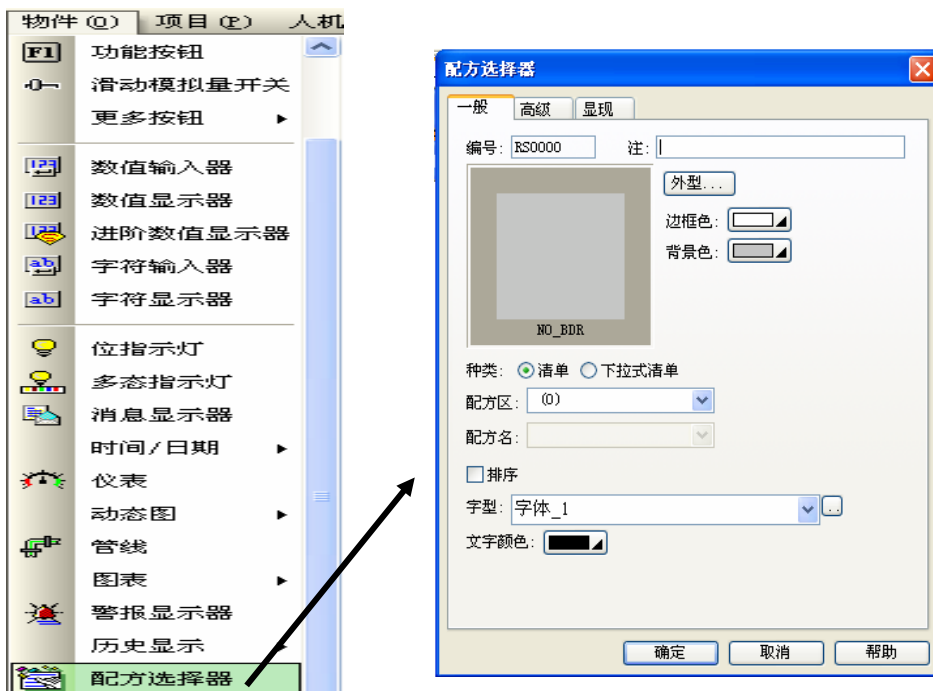 物件(O) 项目(P) 人机
F1 功能按钮
滑动模拟量开关
更多按钮
123 数值输入器
123 数值显示器
123 进阶数值显示器
ab 字符输入器
ab 字符显示器
位指示灯
多态指示灯
消息显示器
时间/日期
仪表
动态图
管线
图表
警报显示器
历史显示
配方选择器
配方选择器
一般 高级 显现
编号: RS0000 注:
外型...
边框色:
背景色:
NO_BDR
种类: 清单 下拉式清单
配方区: (0)
配方名:
排序
字型: 字体_1 ..
文字颜色:
确定 取消 帮助